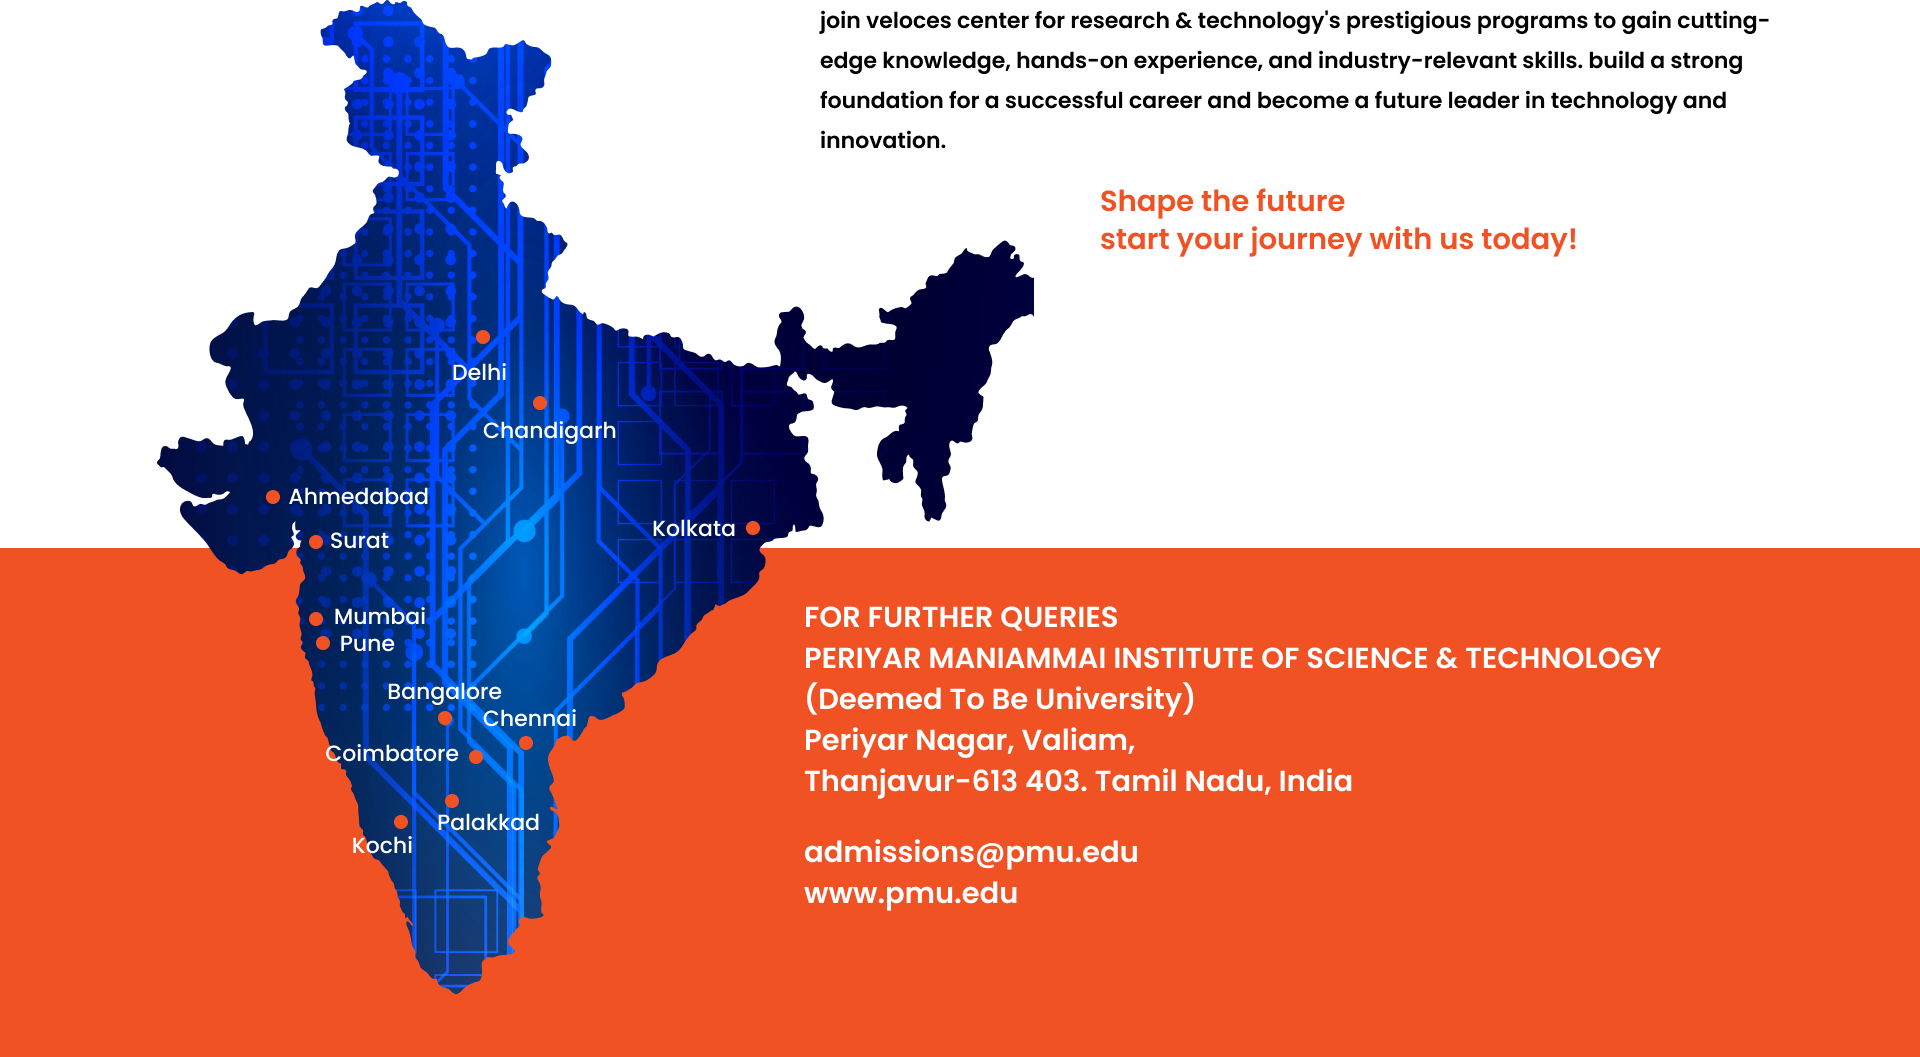 join veloces center for research & technology's prestigious programs to gain cutting-
edge knowledge, hands-on experience, and industry-relevant skills. build a strong
foundation for a successful career and become a future leader in technology and
innovation.
Shape the future
start your journey with us today!
Delhi
Chandigarh
Ahmedabad
Kolkata
Surat
Mumbai
Pune
Bangalore
Chennai
Coimbatore
Palakkad
Kochi
FOR FURTHER QUERIES
PERIYAR MANIAMMAI INSTITUTE OF SCIENCE & TECHNOLOGY
(Deemed To Be University)
Periyar Nagar, Valiam,
Thanjavur-613 403. Tamil Nadu, India
admissions@pmu.edu
www.pmu.edu